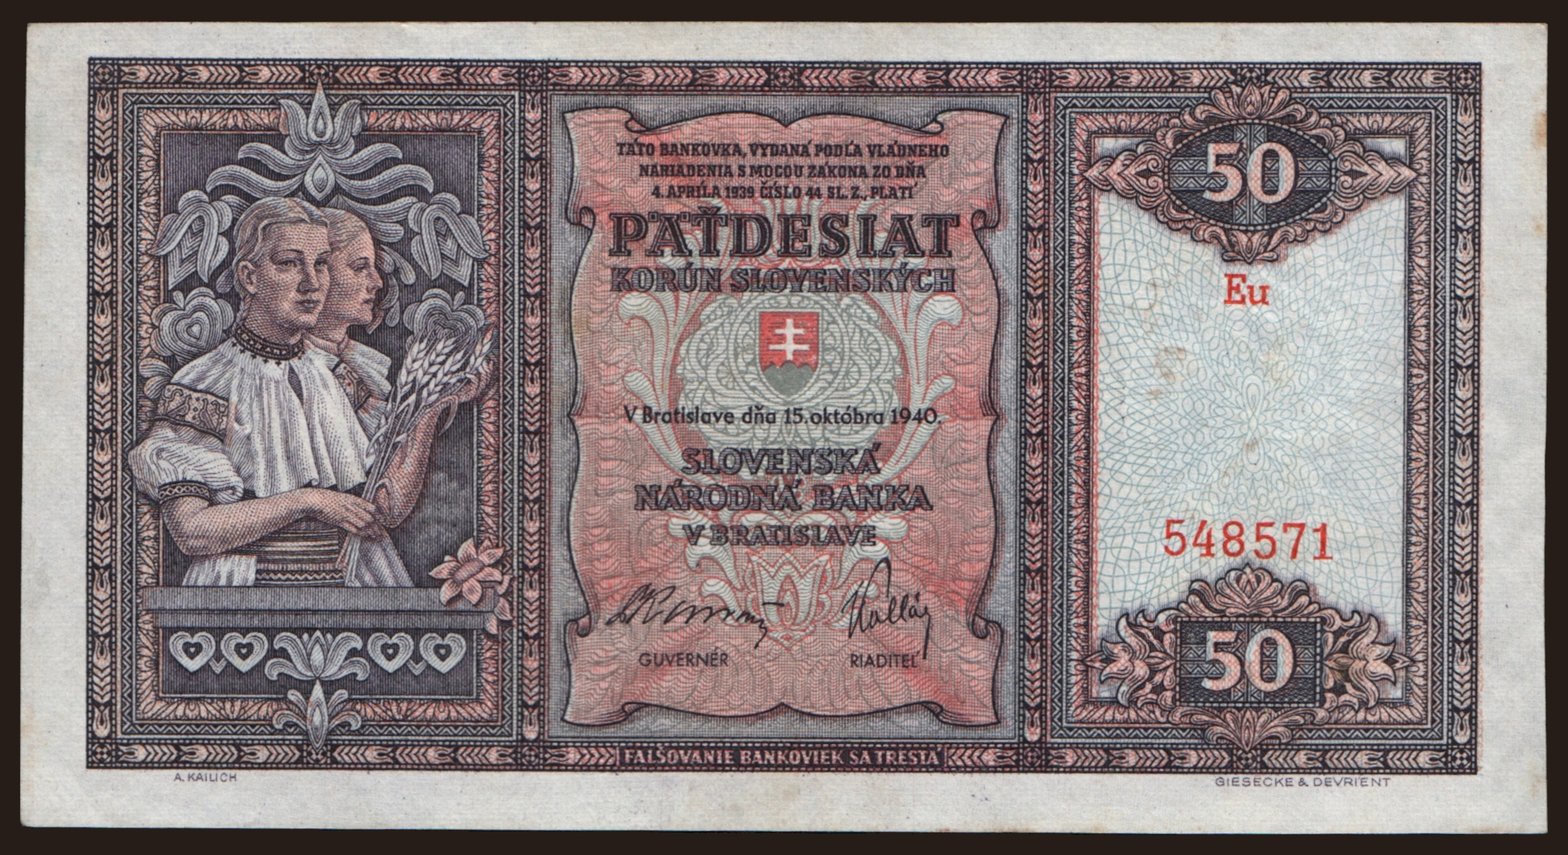 TÁTO BANKOVKA, VYDANÁ PODĽA VLÁDNEHO
NARIADENIA S MOCOU ZÁKONA ZO DŇA
4. APRÍLA 1939 ČÍSLO 44 SL. Z., PLATÍ
PÄŤDESIAT
KORÚN SLOVENSKÝCH
V Bratislave dňa 15. októbra 1940.
SLOVENSKÁ
NÁRODNÁ BANKA
V BRATISLAVE
GUVERNÉR RIADITEĽ
FALŠOVANIE BANKOVIEK SA TRESTÁ
50
Eu
548571
50
A. KAILICH
GIESECKE & DEVRIENT